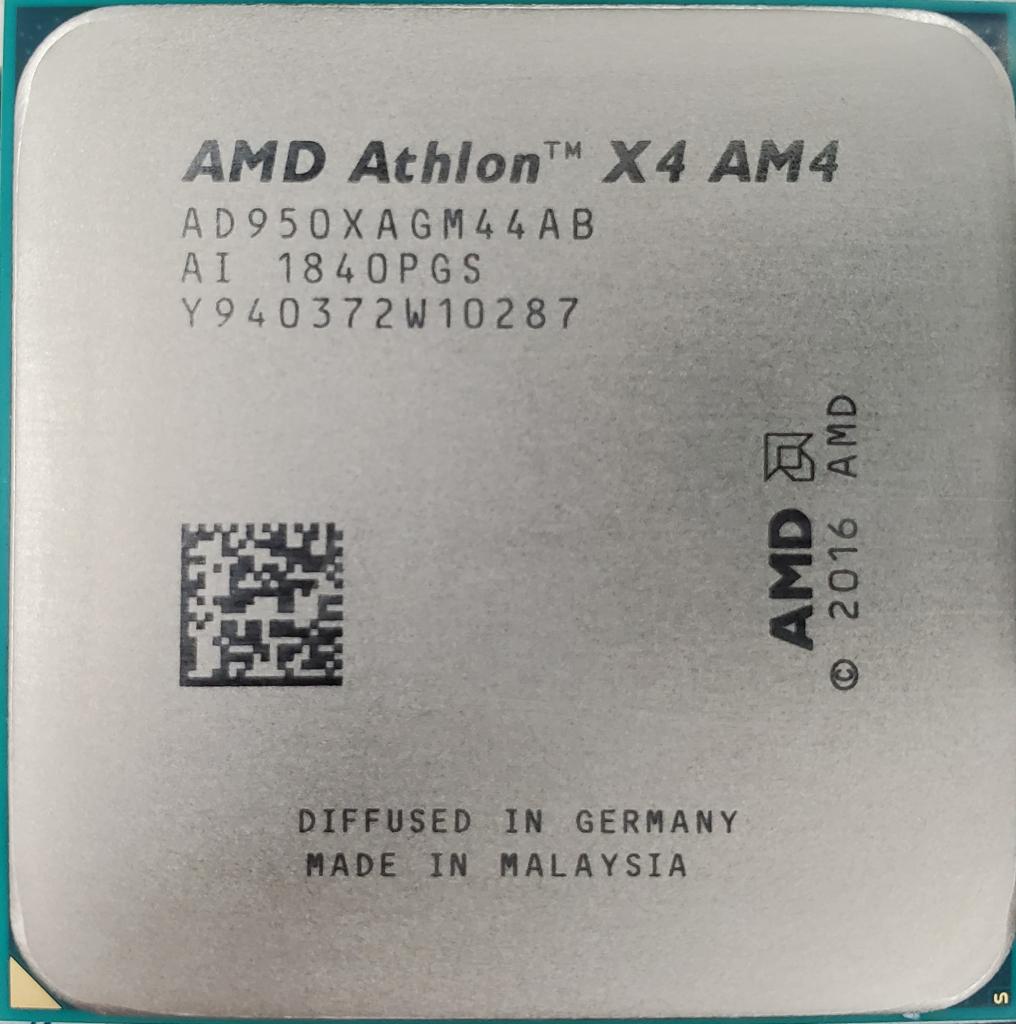 AMD Athlon™ X4 AM4
AD950XAGM44AB
AI 1840PGS
Y940372W10287
AMD
© 2016 AMD
DIFFUSED IN GERMANY
MADE IN MALAYSIA
S